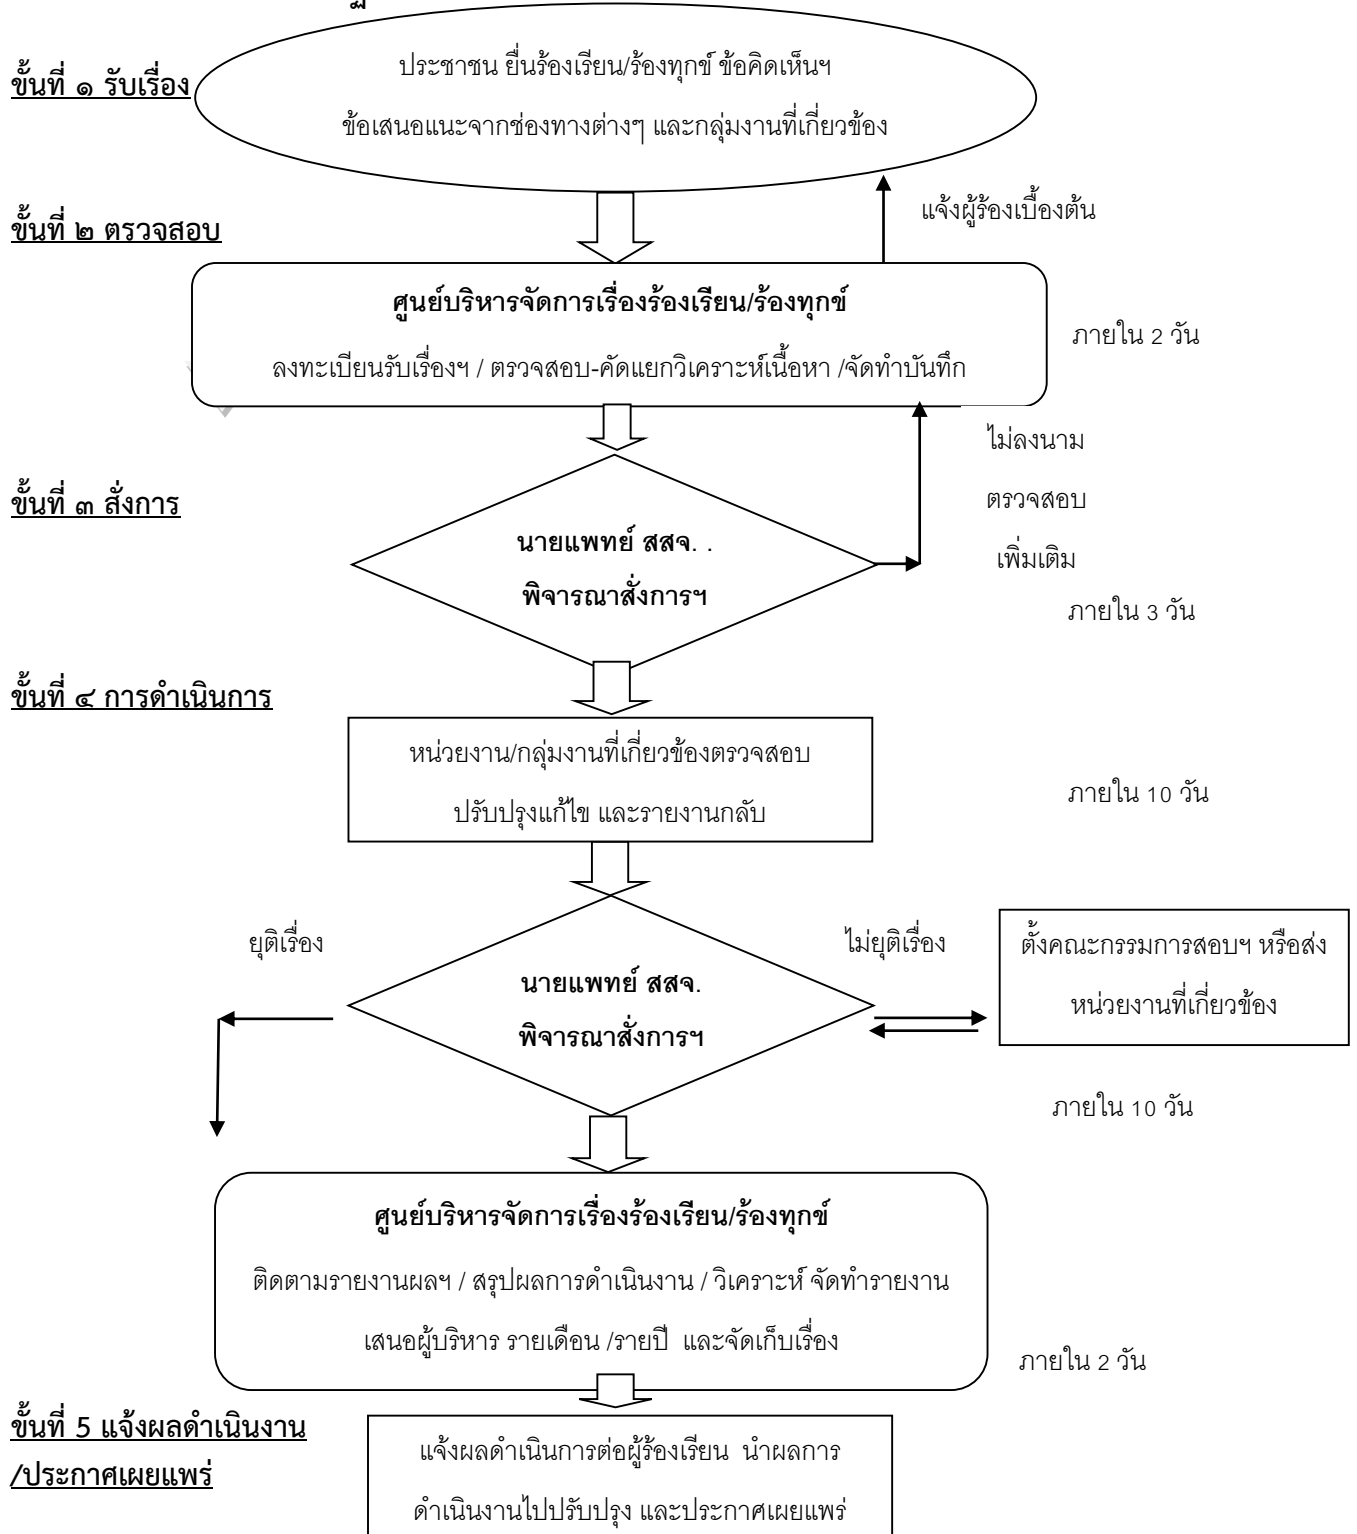 ประชาชน ยื่นร้องเรียน/ร้องทุกข์ ข้อคิดเห็นฯ
ขั้นที่ ๑ รับเรื่อง
ข้อเสนอแนะจากช่องทางต่างๆ และกลุ่มงานที่เกี่ยวข้อง
แจ้งผู้ร้องเบื้องต้น
ขั้นที่ ๒ ตรวจสอบ
ศูนย์บริหารจัดการเรื่องร้องเรียน/ร้องทุกข์
ภายใน 2 วัน
ลงทะเบียนรับเรื่องฯ / ตรวจสอบ-คัดแยกวิเคราะห์เนื้อหา /จัดทำบันทึก
ไม่ลงนาม
ตรวจสอบ
เพิ่มเติม
ขั้นที่ ๓ สั่งการ
นายแพทย์ สสจ. .
พิจารณาสั่งการฯ
ภายใน 3 วัน
ขั้นที่ ๔ การดำเนินการ
หน่วยงาน/กลุ่มงานที่เกี่ยวข้องตรวจสอบ
ปรับปรุงแก้ไข และรายงานกลับ
ภายใน 10 วัน
ยุติเรื่อง
ไม่ยุติเรื่อง
ตั้งคณะกรรมการสอบฯ หรือส่ง
หน่วยงานที่เกี่ยวข้อง
นายแพทย์ สสจ.
พิจารณาสั่งการฯ
ภายใน 10 วัน
ศูนย์บริหารจัดการเรื่องร้องเรียน/ร้องทุกข์
ติดตามรายงานผลฯ / สรุปผลการดำเนินงาน / วิเคราะห์ จัดทำรายงาน
เสนอผู้บริหาร รายเดือน /รายปี และจัดเก็บเรื่อง
ภายใน 2 วัน
ขั้นที่ 5 แจ้งผลดำเนินงาน
/ประกาศเผยแพร่
แจ้งผลดำเนินการต่อผู้ร้องเรียน นำผลการ
ดำเนินงานไปปรับปรุง และประกาศเผยแพร่